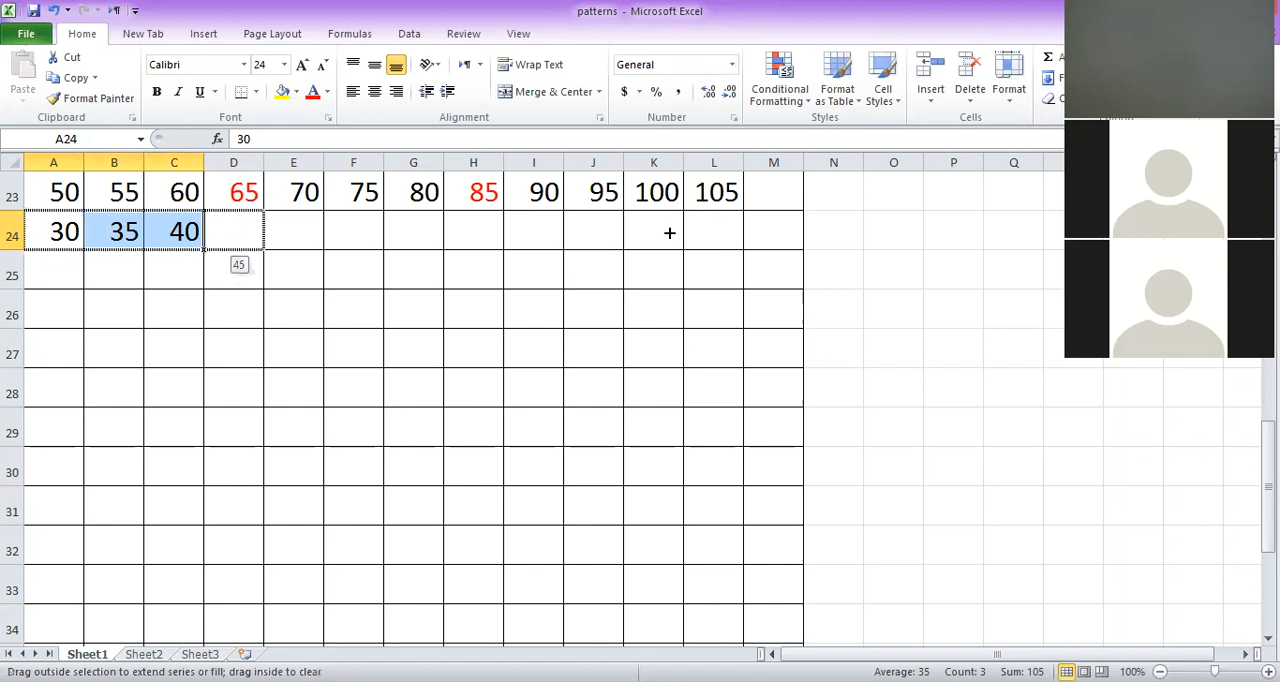 patterns - Microsoft Excel
File Home New Tab Insert Page Layout Formulas Data Review View
Paste Cut Copy Format Painter
Calibri 24 A A
B I U A
Wrap Text
Merge & Center
General
$ % , .0 .00 .00 .0
Conditional Formatting Format as Table Cell Styles
Insert Delete Format
Σ A
Clipboard Font Alignment Number Styles Cells
A24 fx 30
A B C D E F G H I J K L M N O P Q
23 50 55 60 65 70 75 80 85 90 95 100 105
24 30 35 40
45
25
26
27
28
29
30
31
32
33
34
Sheet1 Sheet2 Sheet3
Drag outside selection to extend series or fill; drag inside to clear Average: 35 Count: 3 Sum: 105 100%